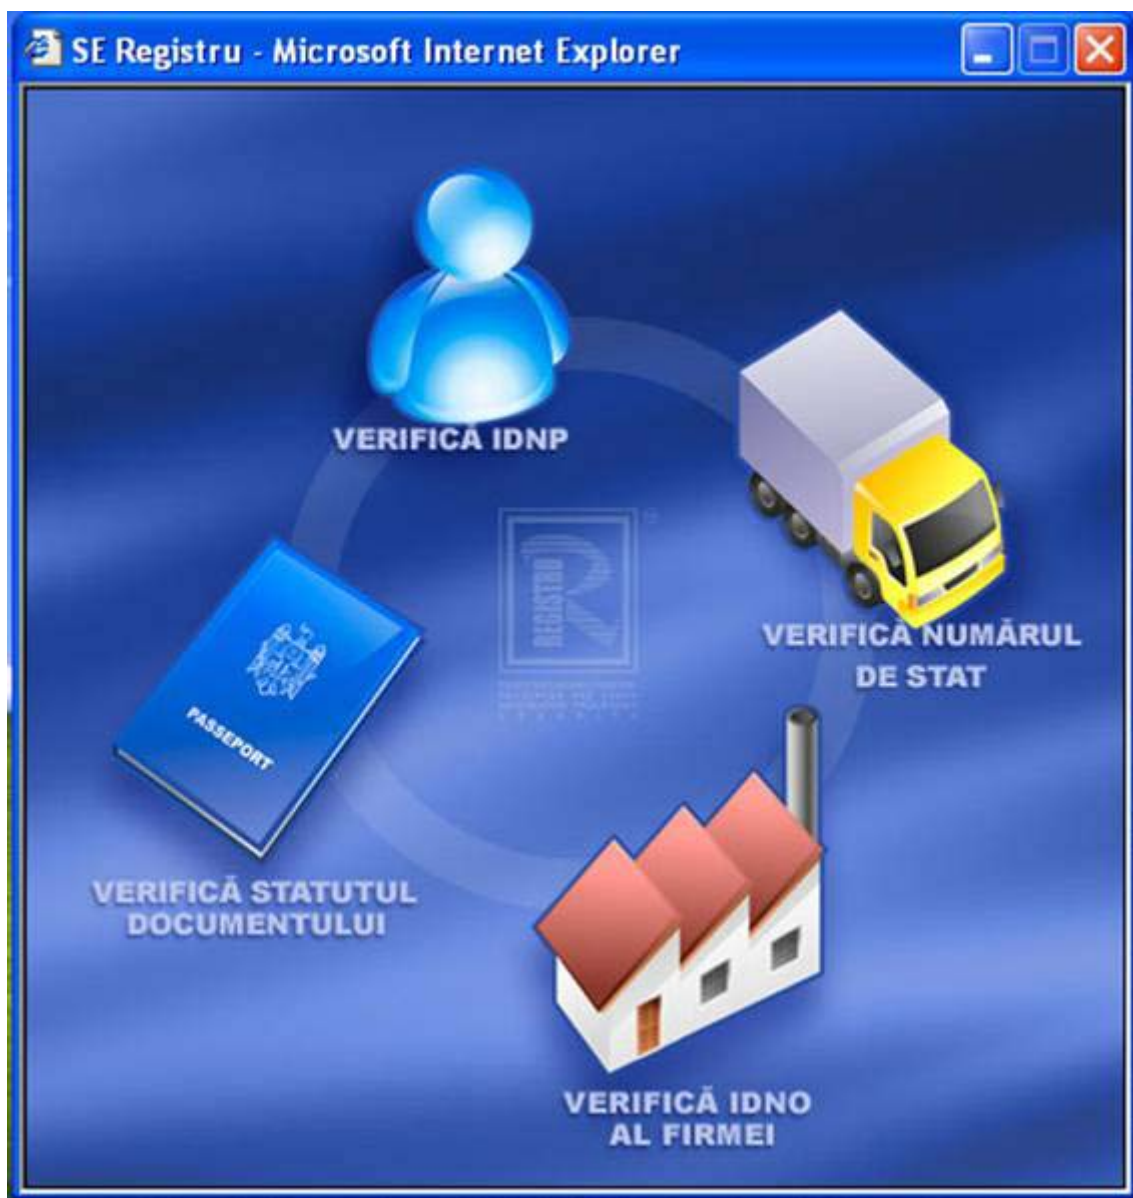 SE Registru - Microsoft Internet Explorer
VERIFICĂ IDNP
VERIFICĂ NUMĂRUL
DE STAT
REGISTRU
R
PASSEPORT
VERIFICĂ STATUTUL
DOCUMENTULUI
VERIFICĂ IDNO
AL FIRMEI